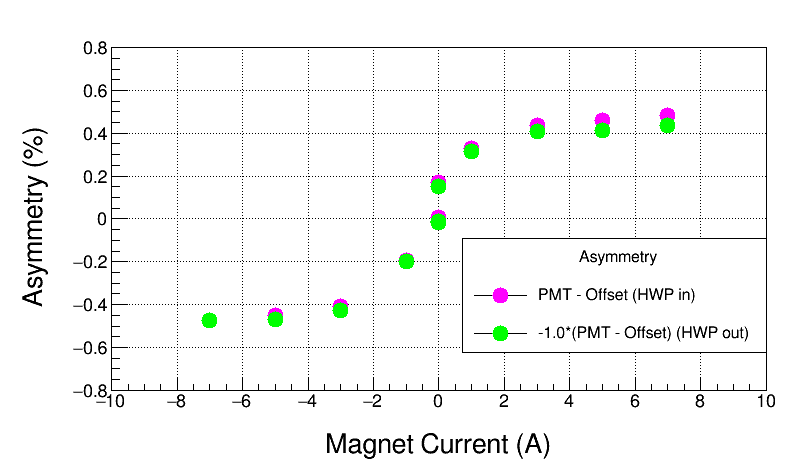 0.8
0.6
0.4
0.2
0
−0.2
−0.4
−0.6
−0.8
Asymmetry (%)
Asymmetry
PMT - Offset (HWP in)
-1.0*(PMT - Offset) (HWP out)
−10 −8 −6 −4 −2 0 2 4 6 8 10
Magnet Current (A)